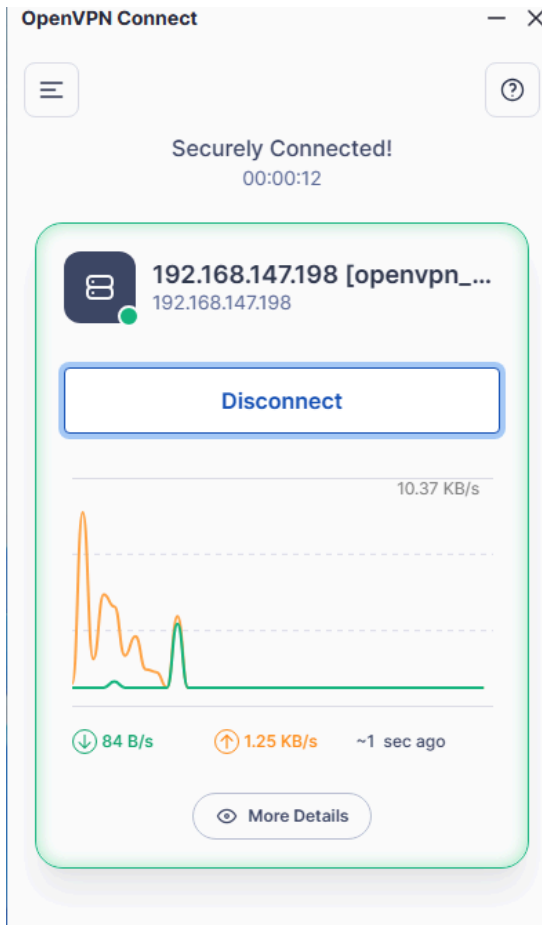 OpenVPN Connect
Securely Connected!
00:00:12
192.168.147.198 [openvpn_...
192.168.147.198
Disconnect
10.37 KB/s
84 B/s 1.25 KB/s ~1 sec ago
More Details